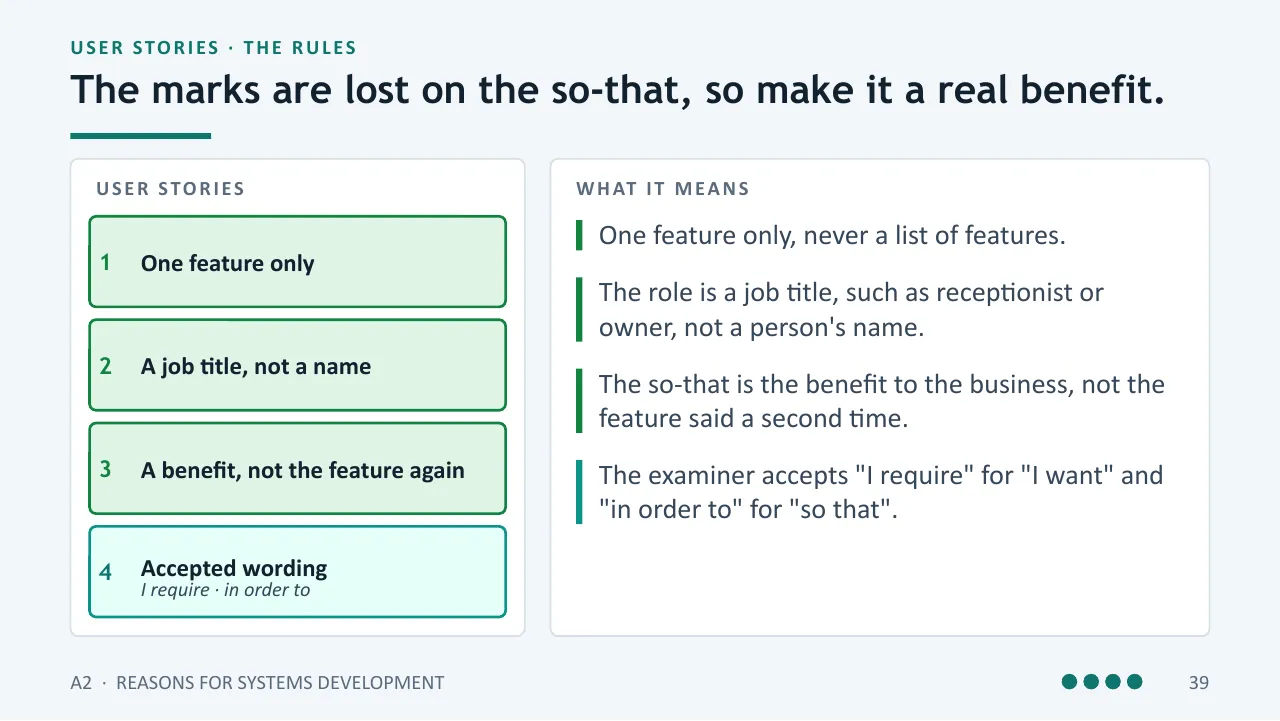 USER STORIES · THE RULES
The marks are lost on the so-that, so make it a real benefit.
USER STORIES
1 One feature only
2 A job title, not a name
3 A benefit, not the feature again
4 Accepted wording
I require · in order to
WHAT IT MEANS
One feature only, never a list of features.
The role is a job title, such as receptionist or
owner, not a person's name.
The so-that is the benefit to the business, not the
feature said a second time.
The examiner accepts "I require" for "I want" and
"in order to" for "so that".
A2 · REASONS FOR SYSTEMS DEVELOPMENT
39